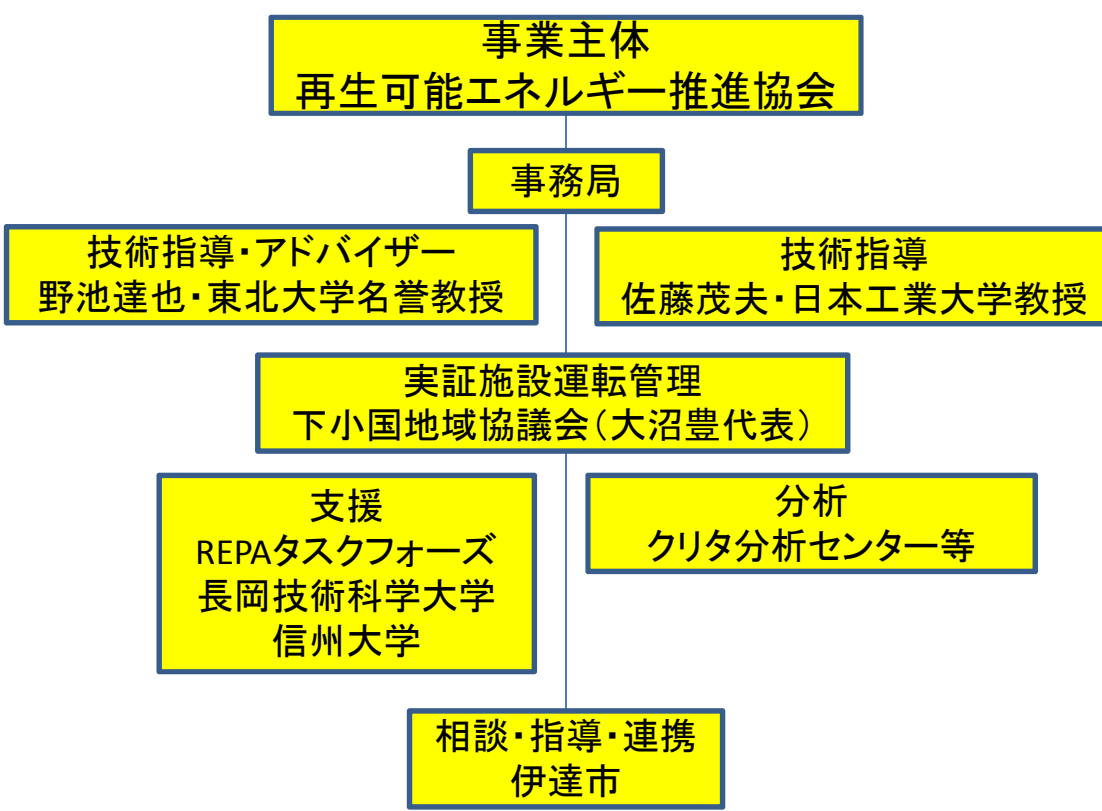 事業主体
再生可能エネルギー推進協会
事務局
技術指導・アドバイザー
野池達也・東北大学名誉教授
技術指導
佐藤茂夫・日本工業大学教授
実証施設運転管理
下小国地域協議会（大沼豊代表）
支援
REPAタスクフォーズ
長岡技術科学大学
信州大学
分析
クリタ分析センター等
相談・指導・連携
伊達市